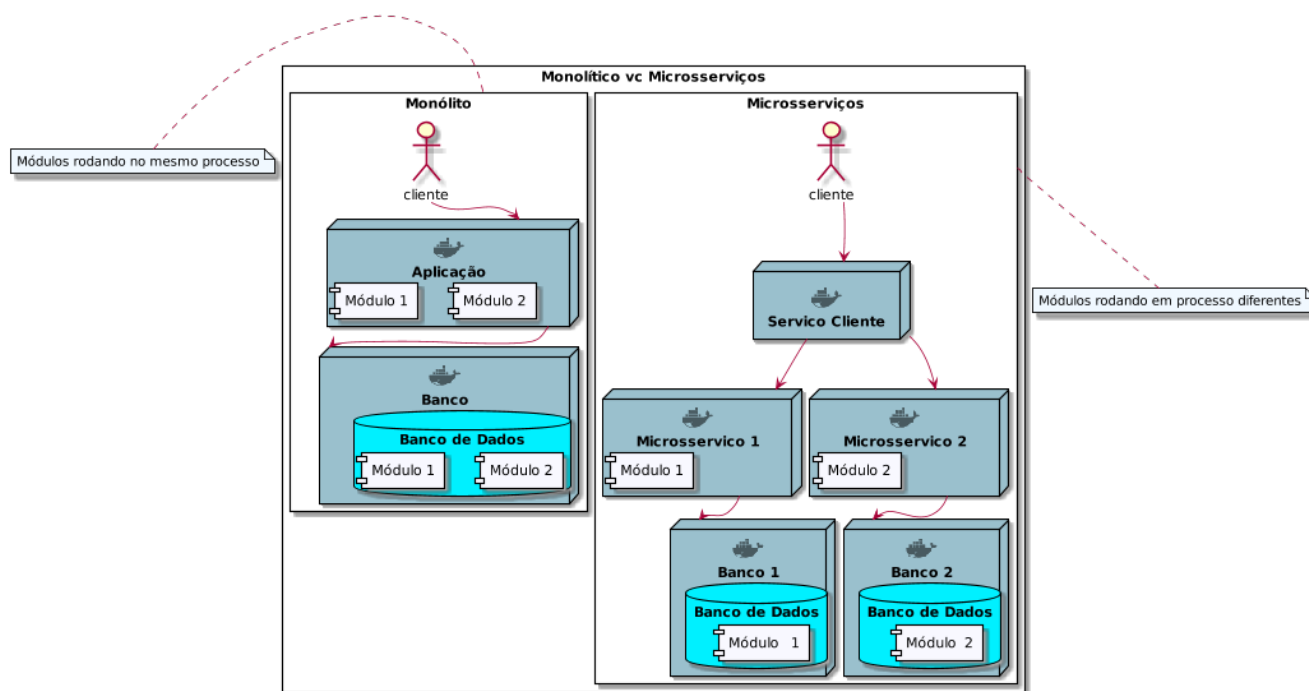 Monolítico vc Microsserviços
Monólito
Módulos rodando no mesmo processo
cliente
Aplicação
Módulo 1
Módulo 2
Banco
Banco de Dados
Módulo 1
Módulo 2
Microsserviços
cliente
Módulos rodando em processo diferentes
Servico Cliente
Microsservico 1
Módulo 1
Microsservico 2
Módulo 2
Banco 1
Banco de Dados
Módulo 1
Banco 2
Banco de Dados
Módulo 2